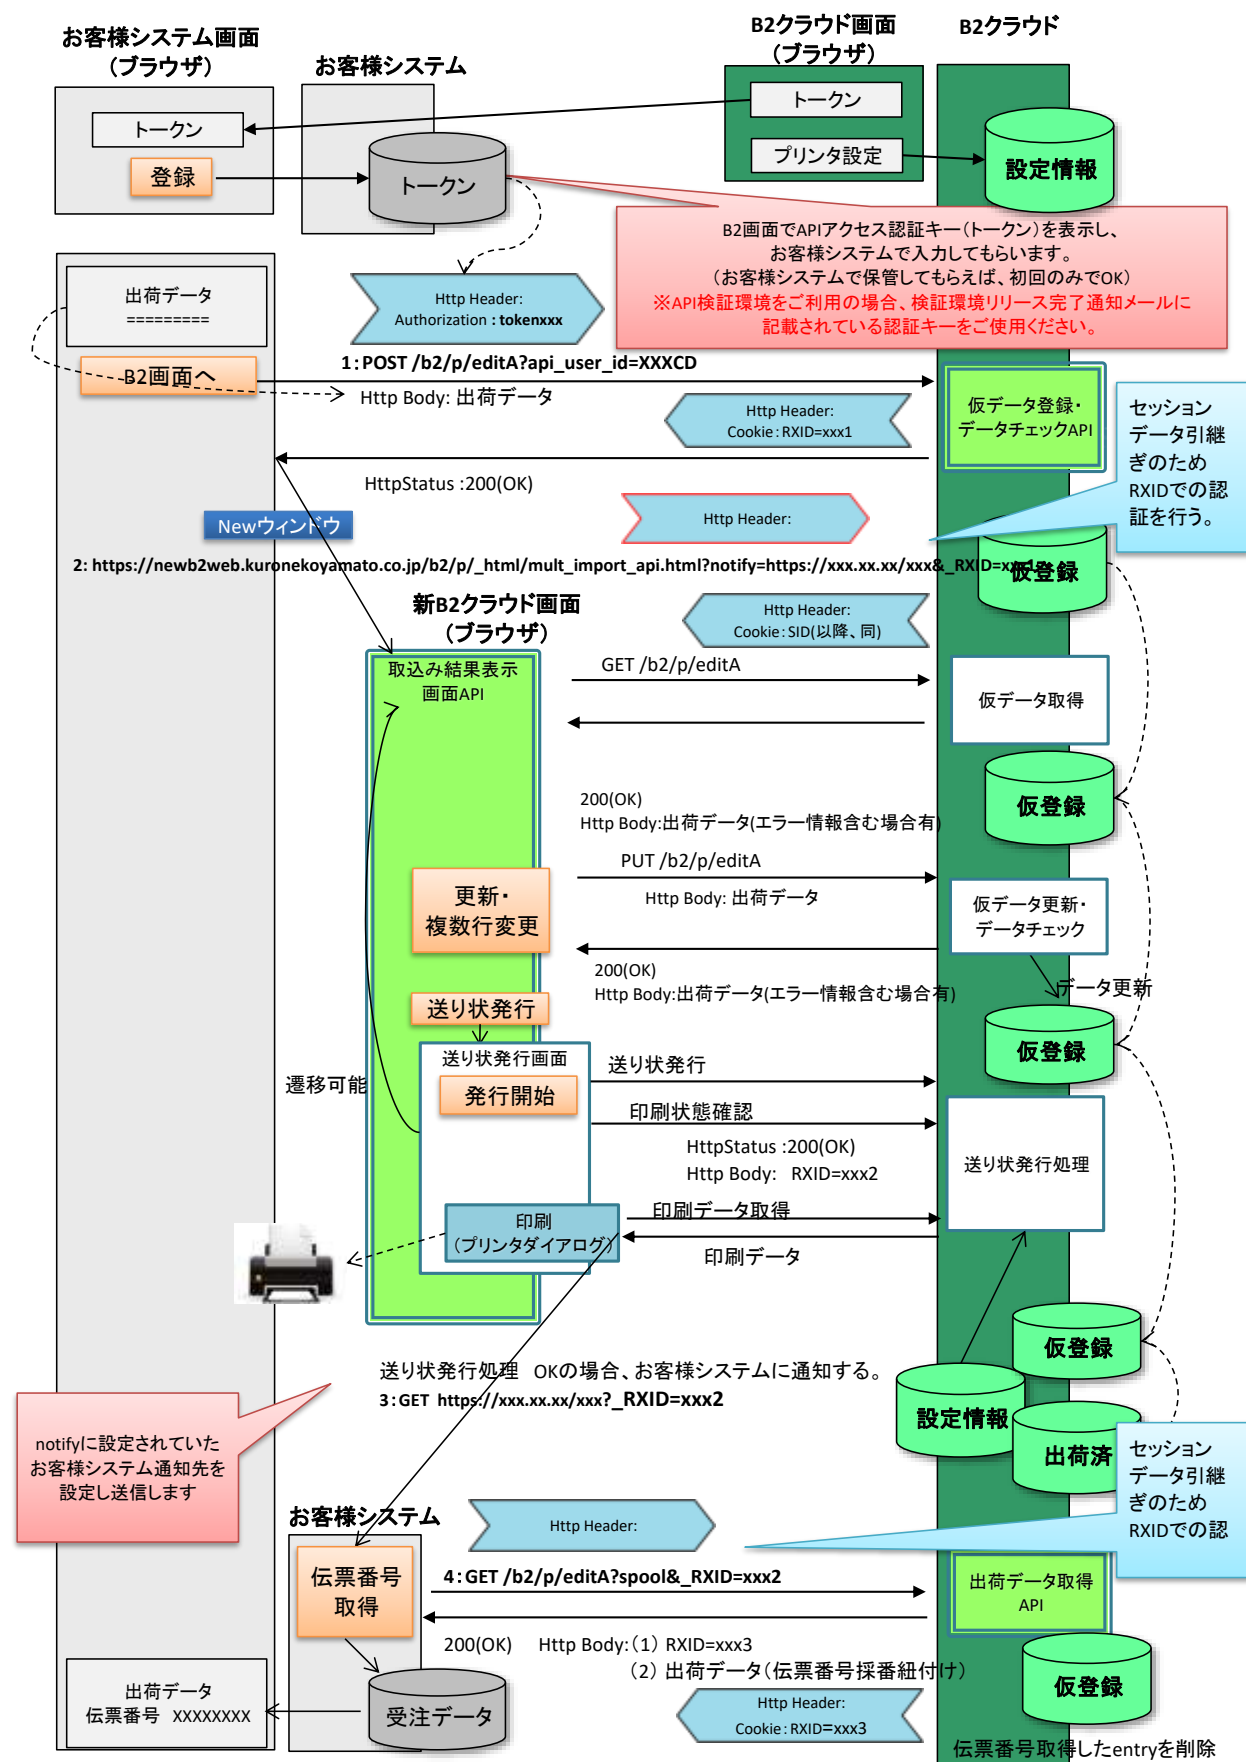 お客様システム画面
（ブラウザ）
お客様システム
B2クラウド画面
（ブラウザ）
B2クラウド
トークン
登録
トークン
トークン
プリンタ設定
設定情報
B2画面でAPIアクセス認証キー（トークン）を表示し、
お客様システムで入力してもらいます。
（お客様システムで保管してもらえば、初回のみでOK）
※API検証環境をご利用の場合、検証環境リリース完了通知メールに
記載されている認証キーをご使用ください。
出荷データ
=========
Http Header:
Authorization : tokenxxx
B2画面へ
1：POST /b2/p/editA?api_user_id=XXXCD
Http Body: 出荷データ
Http Header:
Cookie：RXID=xxx1
仮データ登録・
データチェックAPI
セッション
データ引継
ぎのため
RXIDでの認
証を行う。
HttpStatus :200(OK)
Newウィンドウ
Http Header:
2: https://newb2web.kuronekoyamato.co.jp/b2/p/_html/mult_import_api.html?notify=https://xxx.xx.xx/xxx&_RXID=xxx1
仮登録
新B2クラウド画面
（ブラウザ）
Http Header:
Cookie：SID(以降、同)
取込み結果表示
画面API
GET /b2/p/editA
仮データ取得
仮登録
200(OK)
Http Body:出荷データ(エラー情報含む場合有)
PUT /b2/p/editA
Http Body: 出荷データ
更新・
複数行変更
仮データ更新・
データチェック
200(OK)
Http Body:出荷データ(エラー情報含む場合有)
データ更新
送り状発行
仮登録
送り状発行画面
発行開始
遷移可能
送り状発行
印刷状態確認
HttpStatus :200(OK)
Http Body: RXID=xxx2
送り状発行処理
印刷データ取得
印刷
（プリンタダイアログ）
印刷データ
仮登録
送り状発行処理　OKの場合、お客様システムに通知する。
3：GET https://xxx.xx.xx/xxx?_RXID=xxx2
設定情報
出荷済
notifyに設定されていた
お客様システム通知先を
設定し送信します
セッション
データ引継
ぎのため
RXIDでの認
お客様システム
Http Header:
伝票番号
取得
4：GET /b2/p/editA?spool&_RXID=xxx2
出荷データ取得
API
200(OK) Http Body:（1） RXID=xxx3
（2） 出荷データ（伝票番号採番紐付け）
仮登録
出荷データ
伝票番号 XXXXXXXX
受注データ
Http Header:
Cookie：RXID=xxx3
伝票番号取得したentryを削除